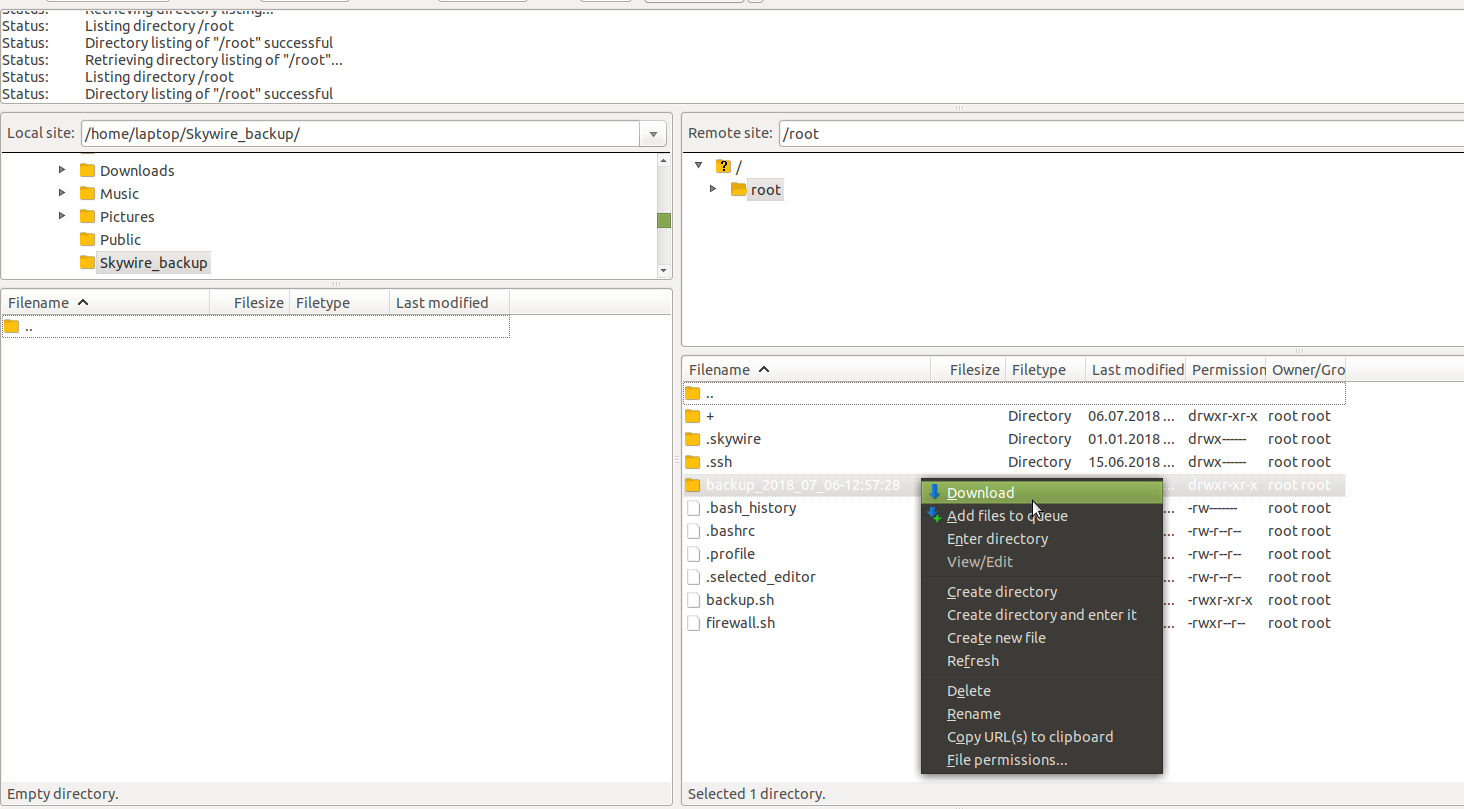 Status: Retrieving directory listing...
Status: Listing directory /root
Status: Directory listing of "/root" successful
Status: Retrieving directory listing of "/root"...
Status: Listing directory /root
Status: Directory listing of "/root" successful
Local site: /home/laptop/Skywire_backup/
Downloads
Music
Pictures
Public
Skywire_backup
Filename Filesize Filetype Last modified
..
Empty directory.
Remote site: /root
/
root
Filename Filesize Filetype Last modified Permission Owner/Gro
..
+ Directory 06.07.2018 ... drwxr-xr-x root root
.skywire Directory 01.01.2018 ... drwx------ root root
.ssh Directory 15.06.2018 ... drwx------ root root
backup_2018_07_06-12:57:28 drwxr-xr-x root root
.bash_history ... -rw------- root root
.bashrc ... -rw-r--r-- root root
.profile ... -rw-r--r-- root root
.selected_editor ... -rw-r--r-- root root
backup.sh ... -rwxr-xr-x root root
firewall.sh ... -rwxr--r-- root root
Download
Add files to queue
Enter directory
View/Edit
Create directory
Create directory and enter it
Create new file
Refresh
Delete
Rename
Copy URL(s) to clipboard
File permissions...
Selected 1 directory.